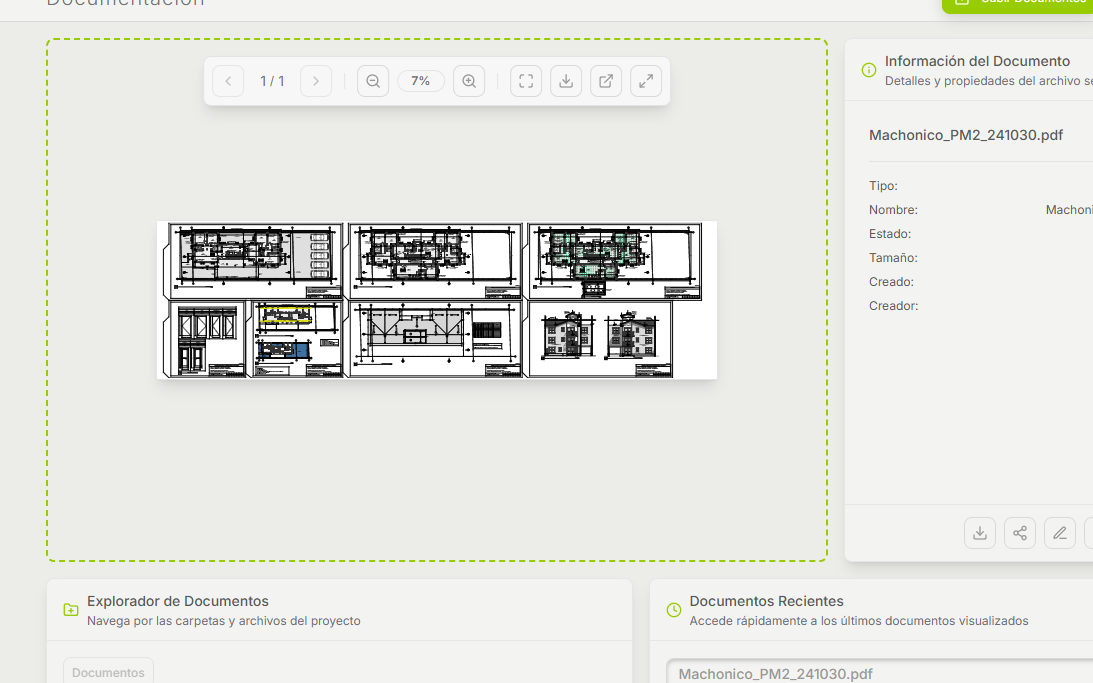 Documentación
Subir Documentos
1 / 1
7%
Información del Documento
Detalles y propiedades del archivo
Machonico_PM2_241030.pdf
Tipo:
Nombre:
Estado:
Tamaño:
Creado:
Creador:
Explorador de Documentos
Navega por las carpetas y archivos del proyecto
Documentos
Documentos Recientes
Accede rápidamente a los últimos documentos visualizados
Machonico_PM2_241030.pdf